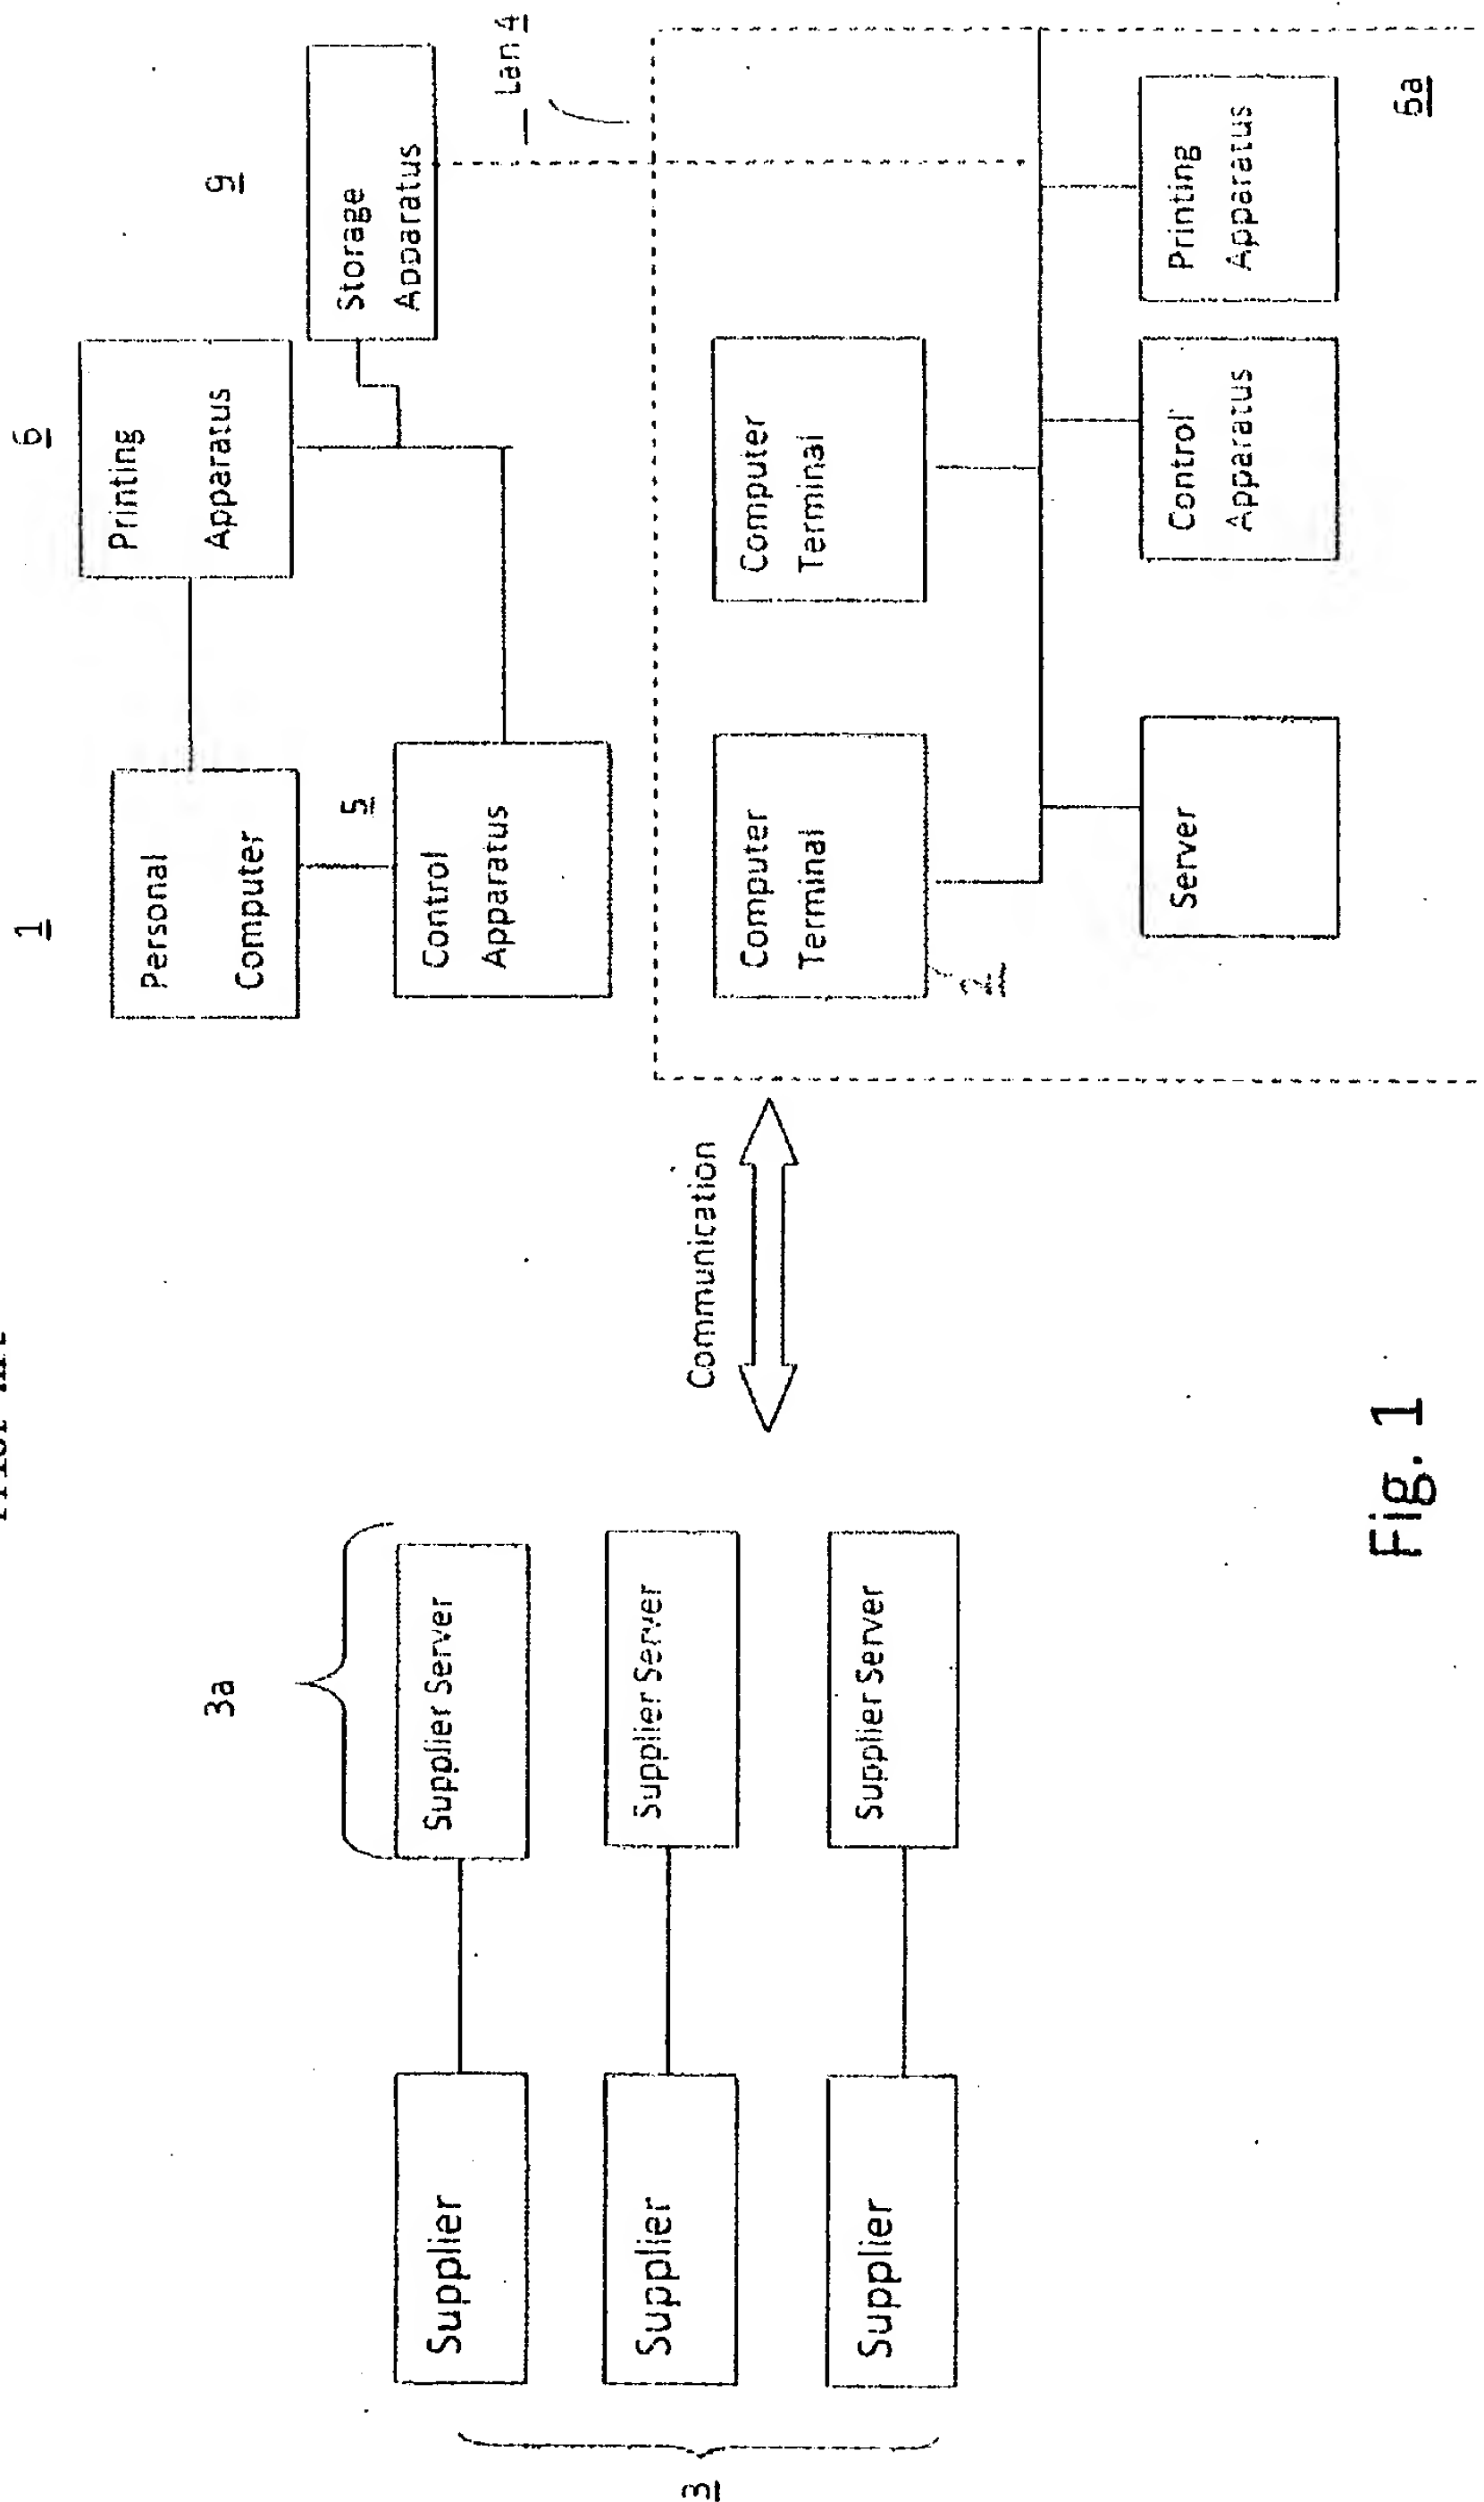 1
6
9
Personal
Computer
Printing
Apparatus
Storage
Apparatus
5
Control
Apparatus
Lan 4
3a
Supplier
Supplier Server
Supplier
Supplier Server
Supplier
Supplier Server
3
Communication
Computer
Terminal
Computer
Terminal
2
Server
Control
Apparatus
Printing
Apparatus
6a
Fig. 1